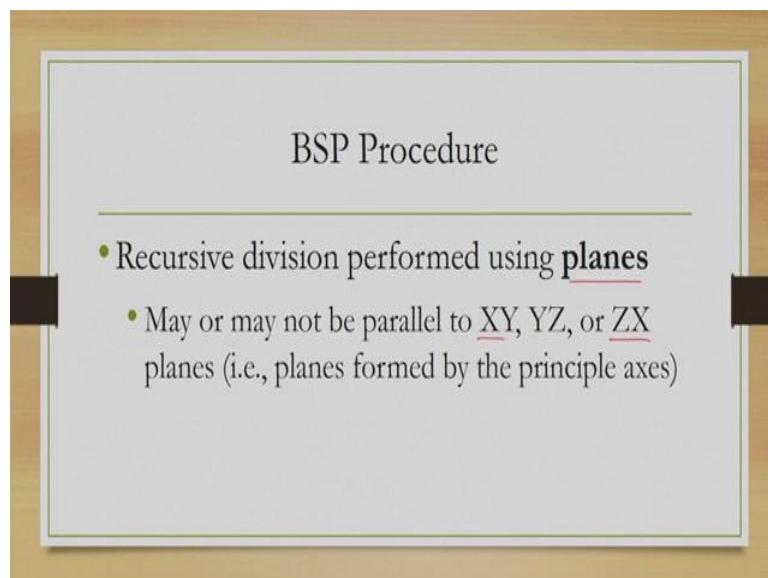 BSP Procedure
• Recursive division performed using planes
• May or may not be parallel to XY, YZ, or ZX
planes (i.e., planes formed by the principle axes)